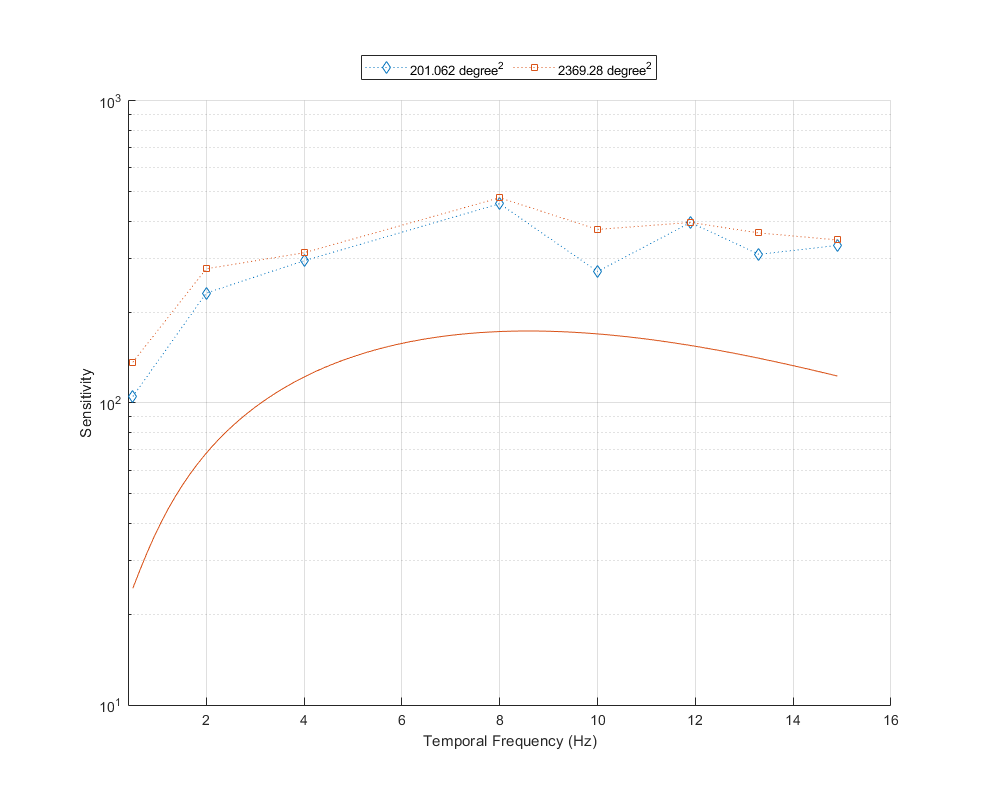 201.062 degree² 2369.28 degree²
10³
10²
10¹
Sensitivity
2 4 6 8 10 12 14 16
Temporal Frequency (Hz)